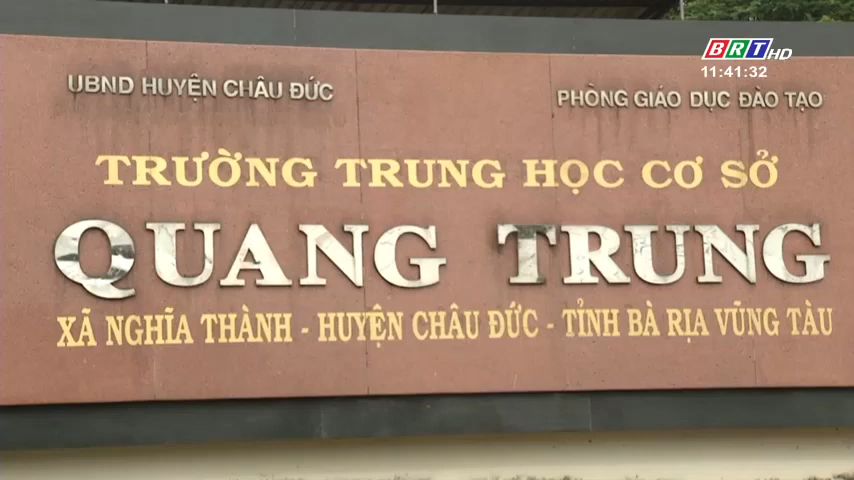 BRT HD
11:41:32
UBND HUYỆN CHÂU ĐỨC
PHÒNG GIÁO DỤC ĐÀO TẠO
TRƯỜNG TRUNG HỌC CƠ SỞ
QUANG TRUNG
XÃ NGHĨA THÀNH - HUYỆN CHÂU ĐỨC - TỈNH BÀ RỊA VŨNG TÀU